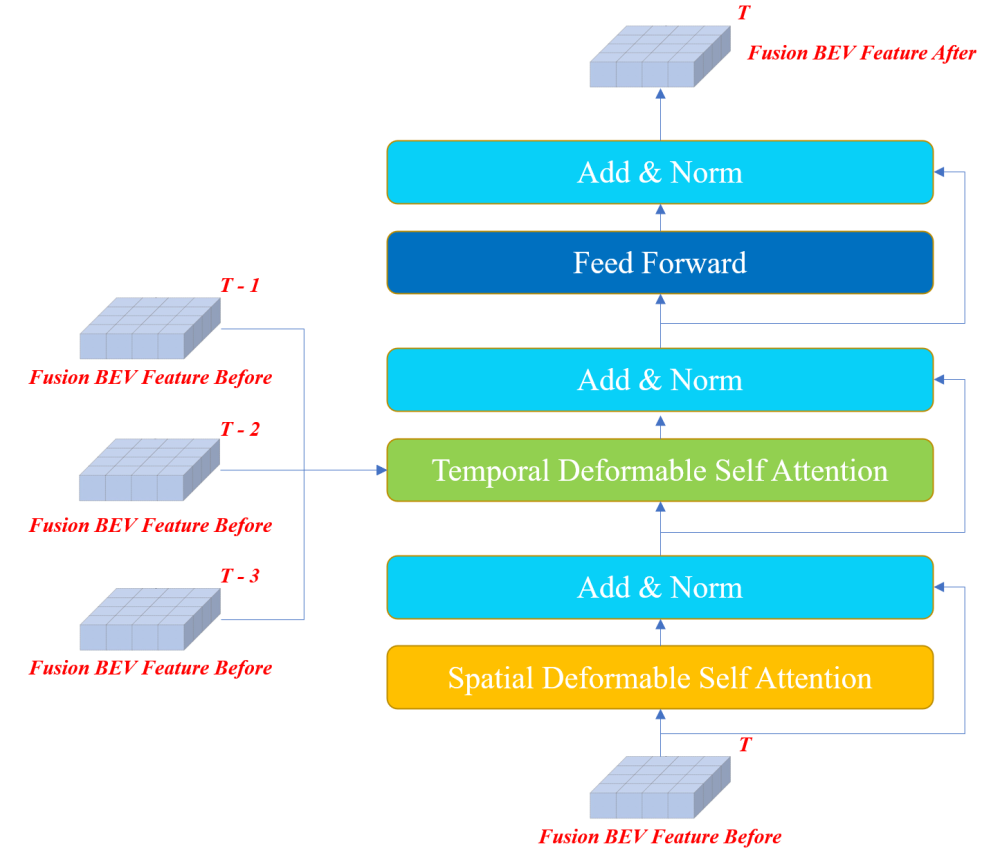 T
Fusion BEV Feature After
Add & Norm
Feed Forward
T - 1
Fusion BEV Feature Before
Add & Norm
T - 2
Temporal Deformable Self Attention
Fusion BEV Feature Before
T - 3
Add & Norm
Fusion BEV Feature Before
Spatial Deformable Self Attention
T
Fusion BEV Feature Before